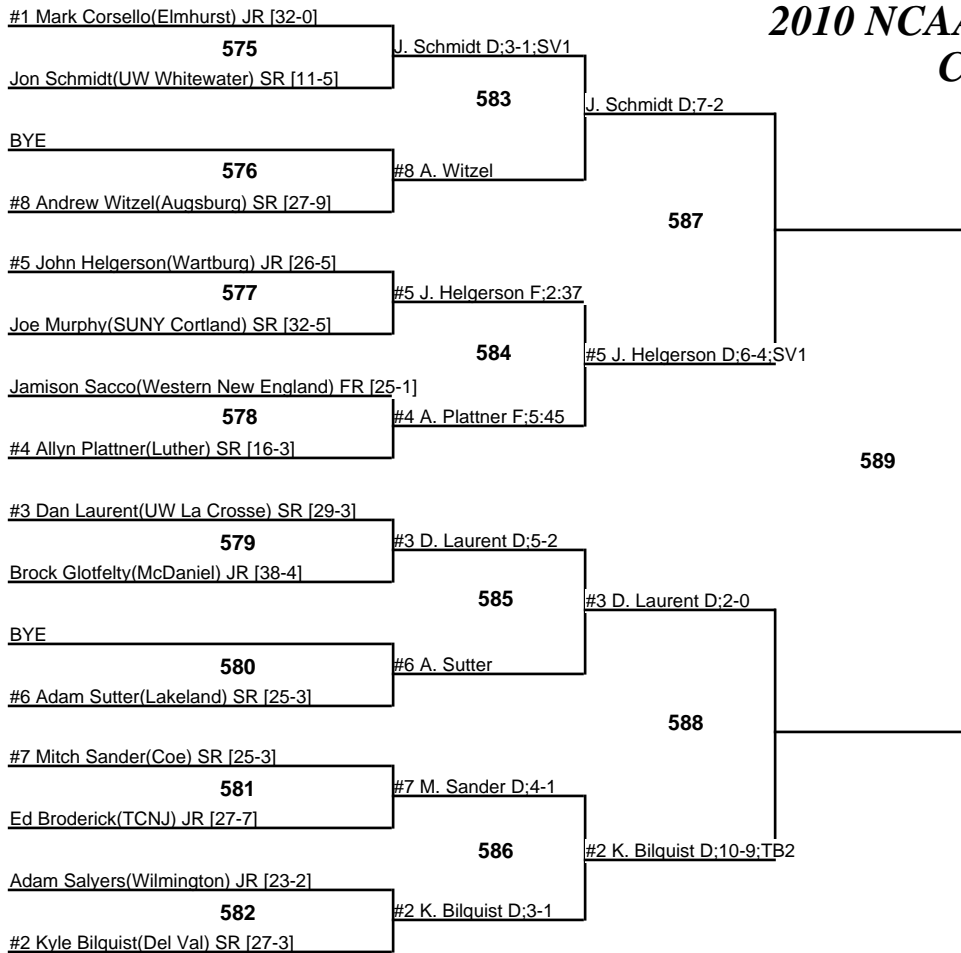 2010 NCAA
C
#1 Mark Corsello(Elmhurst) JR [32-0]
575
Jon Schmidt(UW Whitewater) SR [11-5]
BYE
576
#8 Andrew Witzel(Augsburg) SR [27-9]
#5 John Helgerson(Wartburg) JR [26-5]
577
Joe Murphy(SUNY Cortland) SR [32-5]
Jamison Sacco(Western New England) FR [25-1]
578
#4 Allyn Plattner(Luther) SR [16-3]
#3 Dan Laurent(UW La Crosse) SR [29-3]
579
Brock Glotfelty(McDaniel) JR [38-4]
BYE
580
#6 Adam Sutter(Lakeland) SR [25-3]
#7 Mitch Sander(Coe) SR [25-3]
581
Ed Broderick(TCNJ) JR [27-7]
Adam Salyers(Wilmington) JR [23-2]
582
#2 Kyle Bilquist(Del Val) SR [27-3]
J. Schmidt D;3-1;SV1
583
#8 A. Witzel
#5 J. Helgerson F;2:37
584
#4 A. Plattner F;5:45
#3 D. Laurent D;5-2
585
#6 A. Sutter
#7 M. Sander D;4-1
586
#2 K. Bilquist D;3-1
J. Schmidt D;7-2
587
#5 J. Helgerson D;6-4;SV1
#3 D. Laurent D;2-0
588
#2 K. Bilquist D;10-9;TB2
589